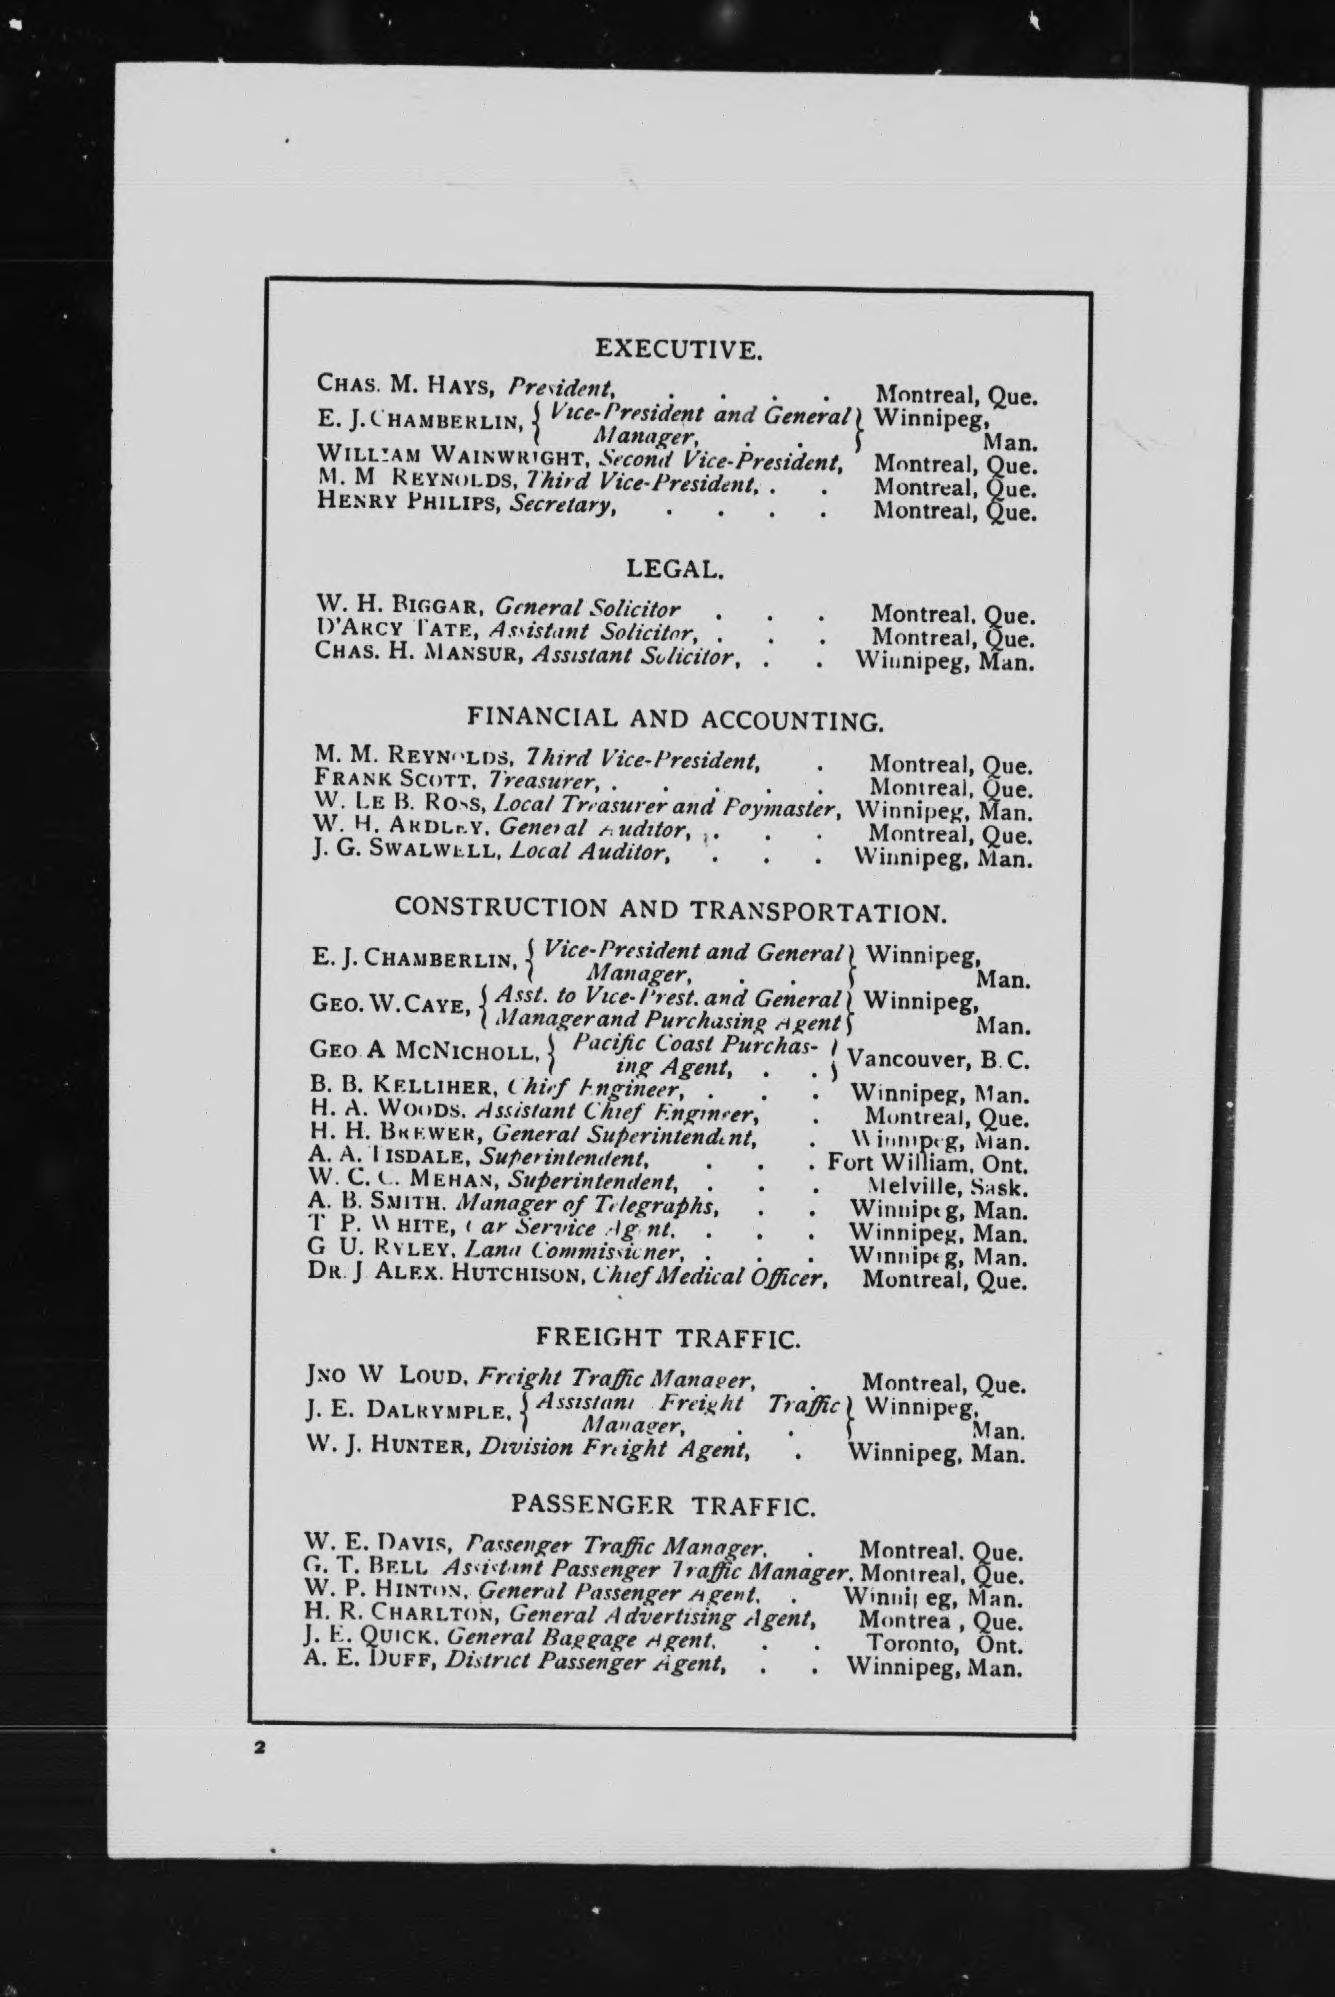 EXECUTIVE.
CHAS. M. HAYS, President, . . . . Montreal, Que.
E. J. CHAMBERLIN, { Vice-President and General } Winnipeg,
Manager, . . Man.
WILLIAM WAINWRIGHT, Second Vice-President, Montreal, Que.
M. M REYNOLDS, Third Vice-President, . . Montreal, Que.
HENRY PHILIPS, Secretary, . . . . Montreal, Que.
LEGAL.
W. H. BIGGAR, General Solicitor . . . Montreal, Que.
D'ARCY TATE, Assistant Solicitor, . . . Montreal, Que.
CHAS. H. MANSUR, Assistant Solicitor, . . Winnipeg, Man.
FINANCIAL AND ACCOUNTING.
M. M. REYNOLDS, Third Vice-President, . Montreal, Que.
FRANK SCOTT, Treasurer, . . . . . Montreal, Que.
W. LE B. ROSS, Local Treasurer and Paymaster, Winnipeg, Man.
W. H. ARDLEY, General Auditor, . . . Montreal, Que.
J. G. SWALWELL, Local Auditor, . . . Winnipeg, Man.
CONSTRUCTION AND TRANSPORTATION.
E. J. CHAMBERLIN, { Vice-President and General } Winnipeg,
Manager, . . Man.
GEO. W. CAYE, { Asst. to Vice-Prest. and General } Winnipeg,
Manager and Purchasing Agent Man.
GEO A MCNICHOLL, } Pacific Coast Purchas- } Vancouver, B. C.
ing Agent, . .
B. B. KELLIHER, Chief Engineer, . . . Winnipeg, Man.
H. A. WOODS, Assistant Chief Engineer, . Montreal, Que.
H. H. BREWER, General Superintendent, . Winnipeg, Man.
A. A. TISDALE, Superintendent, . . . Fort William, Ont.
W. C. C. MEHAN, Superintendent, . . . Melville, Sask.
A. B. SMITH, Manager of Telegraphs, . . Winnipeg, Man.
T P. WHITE, Car Service Agent, . . . Winnipeg, Man.
G U. RYLEY, Land Commissioner, . . . Winnipeg, Man.
DR. J ALEX. HUTCHISON, Chief Medical Officer, Montreal, Que.
FREIGHT TRAFFIC.
JNO W LOUD, Freight Traffic Manager, . Montreal, Que.
J. E. DALRYMPLE, { Assistant Freight Traffic } Winnipeg,
Manager, . . Man.
W. J. HUNTER, Division Freight Agent, . Winnipeg, Man.
PASSENGER TRAFFIC.
W. E. DAVIS, Passenger Traffic Manager, . Montreal, Que.
G. T. BELL Assistant Passenger Traffic Manager, Montreal, Que.
W. P. HINTON, General Passenger Agent, . Winnipeg, Man.
H. R. CHARLTON, General Advertising Agent, Montreal, Que.
J. E. QUICK, General Baggage Agent, . . Toronto, Ont.
A. E. DUFF, District Passenger Agent, . . Winnipeg, Man.
2